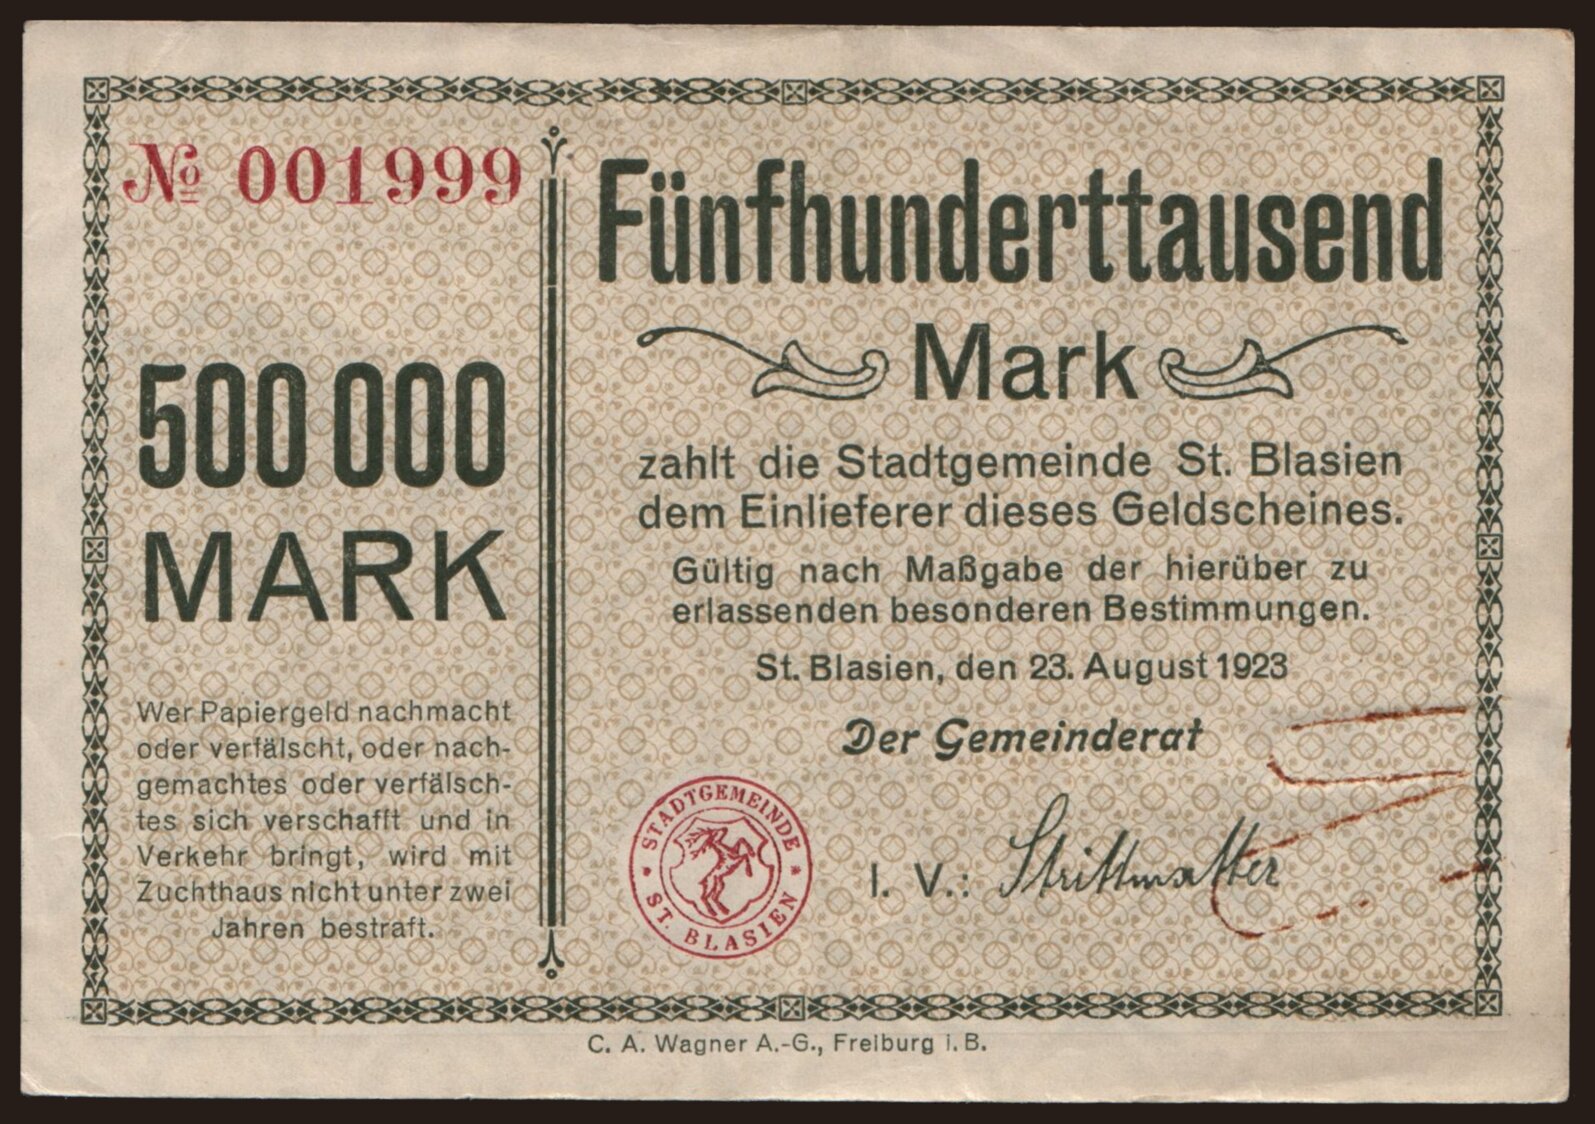 № 001999
500 000
MARK
Wer Papiergeld nachmacht
oder verfälscht, oder nach-
gemachtes oder verfälsch-
tes sich verschafft und in
Verkehr bringt, wird mit
Zuchthaus nicht unter zwei
Jahren bestraft.
Fünfhunderttausend
Mark
zahlt die Stadtgemeinde St. Blasien
dem Einlieferer dieses Geldscheines.
Gültig nach Maßgabe der hierüber zu
erlassenden besonderen Bestimmungen.
St. Blasien, den 23. August 1923
Der Gemeinderat
STADTGEMEINDE
* ST. BLASIEN *
I. V.: Strittmatter
C. A. Wagner A.-G., Freiburg i. B.